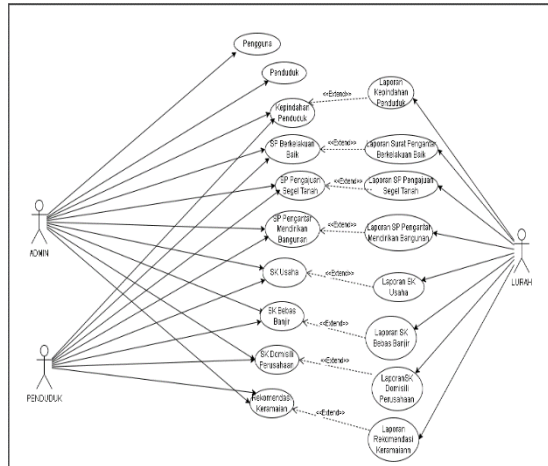 Pengguna
Penduduk
Kepindahan
Penduduk
<<Extend>>
Laporan
Kepindahan
Penduduk
SP Berkelakuan
Baik
<<Extend>>
Laporan Surat Pengantar
Berkelakuan Baik
SP Pengajuan
Segel Tanah
<<Extend>>
Laporan SP Pengajuan
Segel Tanah
SP Pengantar
Mendirikan
Bangunan
<<Extend>>
Laporan SP Pengantar
Mendirikan Bangunan
ADMIN
LURAH
SK Usaha
<<Extend>>
Laporan SK
Usaha
SK Bebas
Banjir
<<Extend>>
Laporan SK
Bebas Banjir
SK Domisili
Perusahaan
<<Extend>>
LaporanSK
Domisili
Perusahaan
PENDUDUK
Rekomendasi
Keramaian
<<Extend>>
Laporan
Rekomendasi
Keramaiann